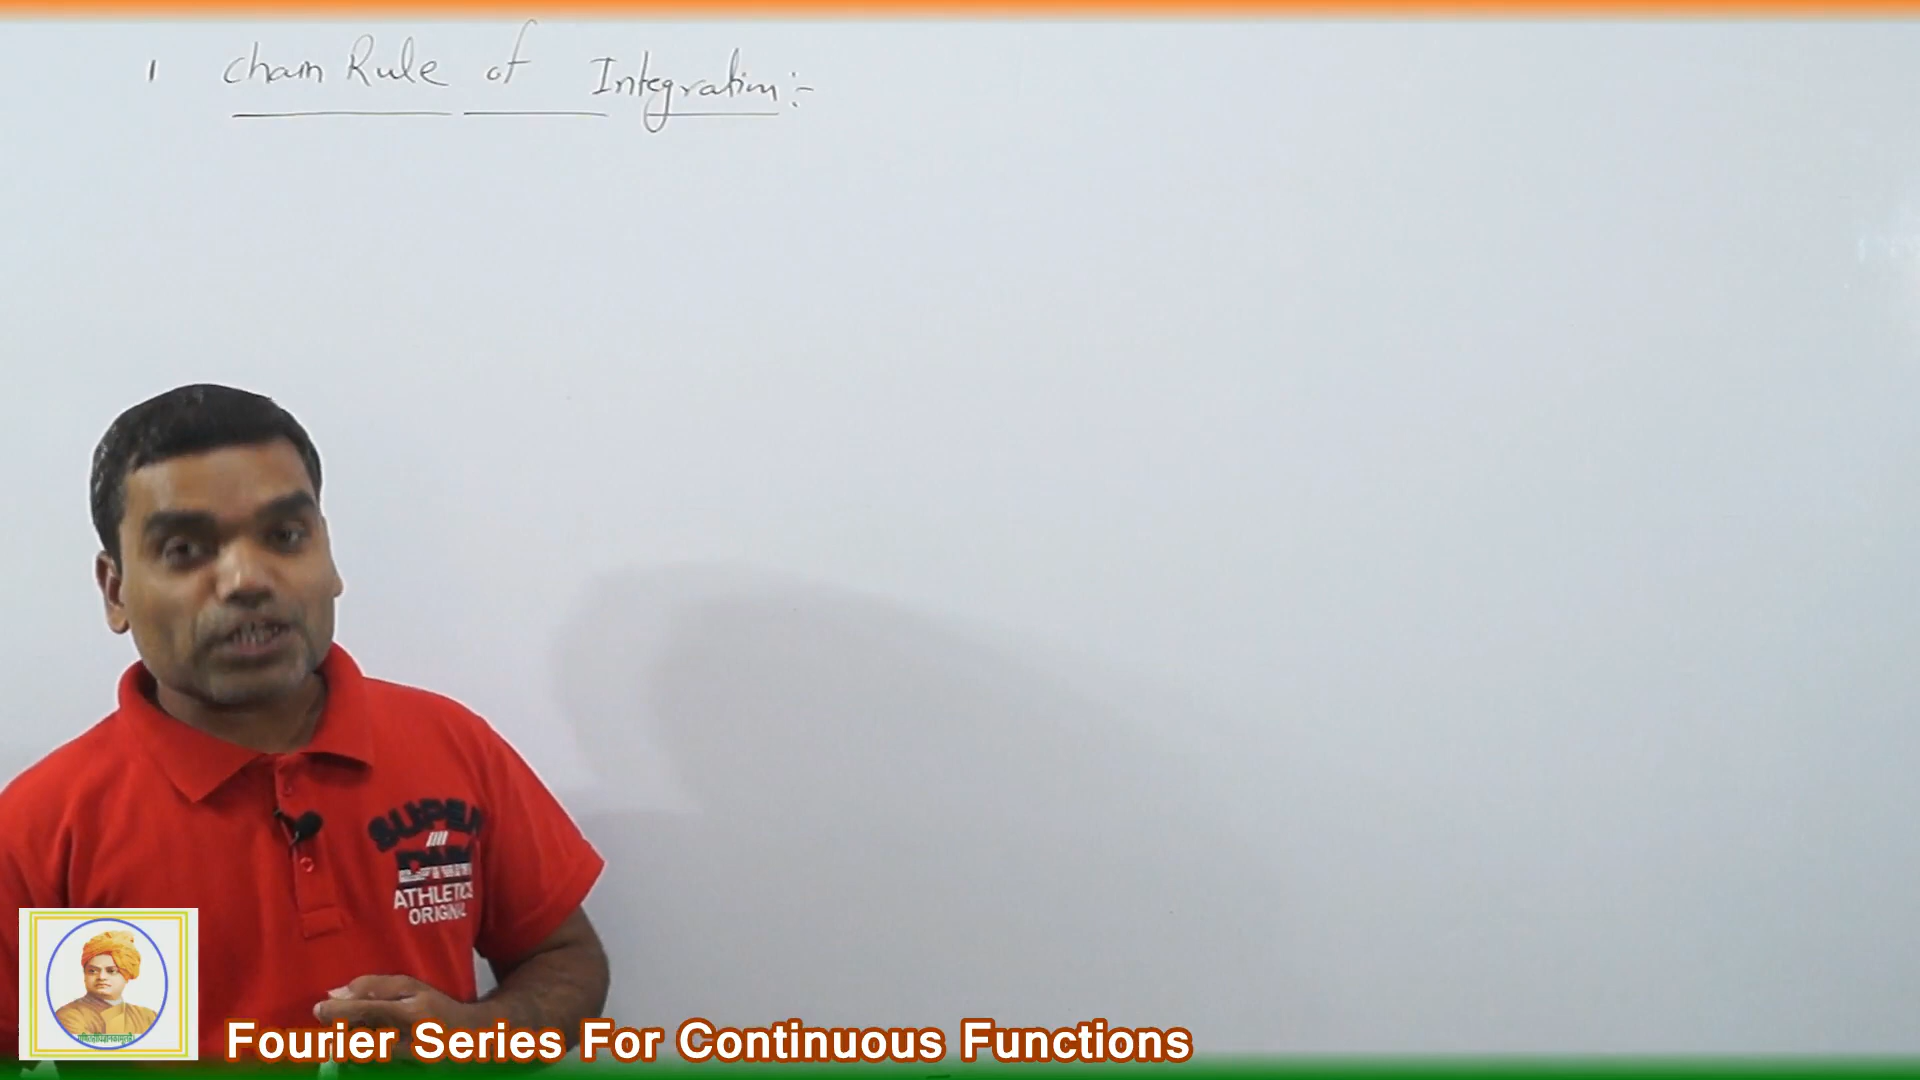 1 Chain Rule of Integration :-
SUPER
ATHLETICS
ORIGINAL
Fourier Series For Continuous Functions